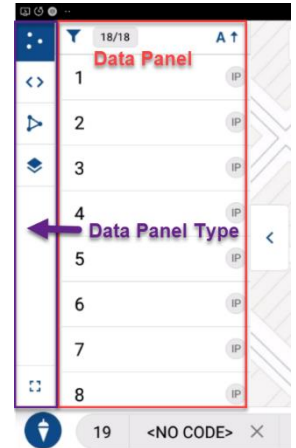 18/18 A↑
Data Panel
1 IP
2 IP
3 IP
4 IP
Data Panel Type
5 IP
6 IP
7 IP
8 IP
19 <NO CODE>